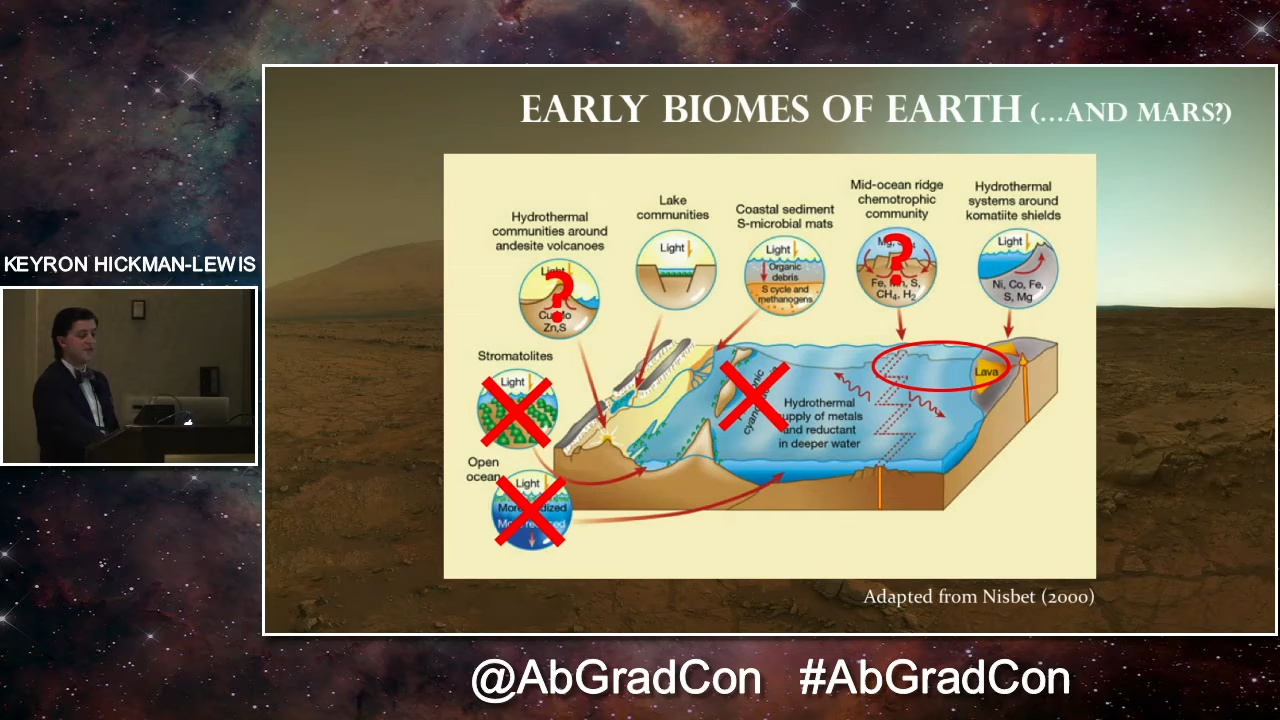 EARLY BIOMES OF EARTH (...AND MARS?)
KEYRON HICKMAN-LEWIS
Hydrothermal
communities around
andesite volcanoes
Light
Zn,S
Lake
communities
Light
Coastal sediment
S-microbial mats
Light
Organic
debris
S cycle and
methanogens
Mid-ocean ridge
chemotrophic
community
?
Fe, Mn, S,
CH4, H2
Hydrothermal
systems around
komatiite shields
Light
Ni, Co, Fe,
S, Mg
?
Stromatolites
Light
Open
ocean
Light
Lava
Hydrothermal
supply of metals
and reductant
in deeper water
Adapted from Nisbet (2000)
@AbGradCon #AbGradCon